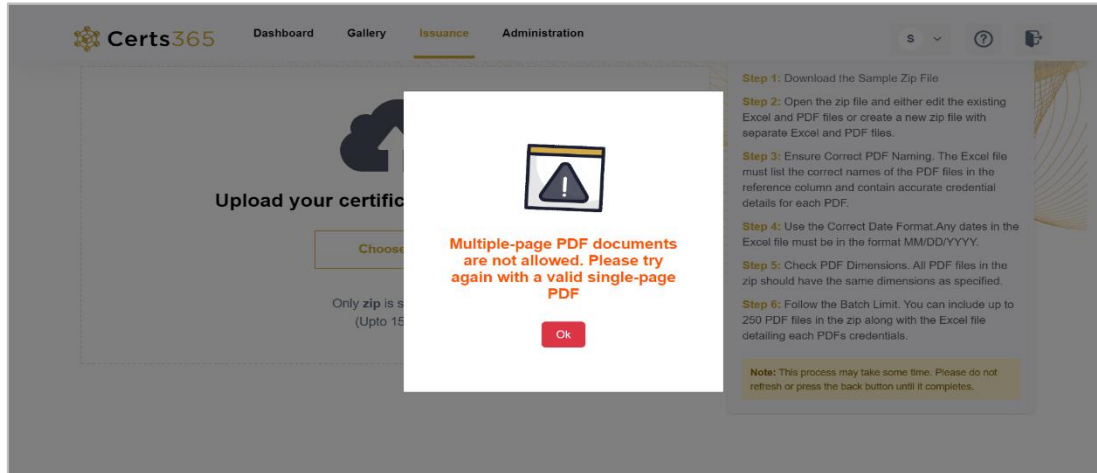 Certs365
Dashboard Gallery Issuance Administration
S
Upload your certific
Choose
Only zip is s
(Upto 15
Multiple-page PDF documents
are not allowed. Please try
again with a valid single-page
PDF
Ok
Step 1: Download the Sample Zip File
Step 2: Open the zip file and either edit the existing
Excel and PDF files or create a new zip file with
separate Excel and PDF files.
Step 3: Ensure Correct PDF Naming. The Excel file
must list the correct names of the PDF files in the
reference column and contain accurate credential
details for each PDF.
Step 4: Use the Correct Date Format.Any dates in the
Excel file must be in the format MM/DD/YYYY.
Step 5: Check PDF Dimensions. All PDF files in the
zip should have the same dimensions as specified.
Step 6: Follow the Batch Limit. You can include up to
250 PDF files in the zip along with the Excel file
detailing each PDFs credentials.
Note: This process may take some time. Please do not
refresh or press the back button until it completes.